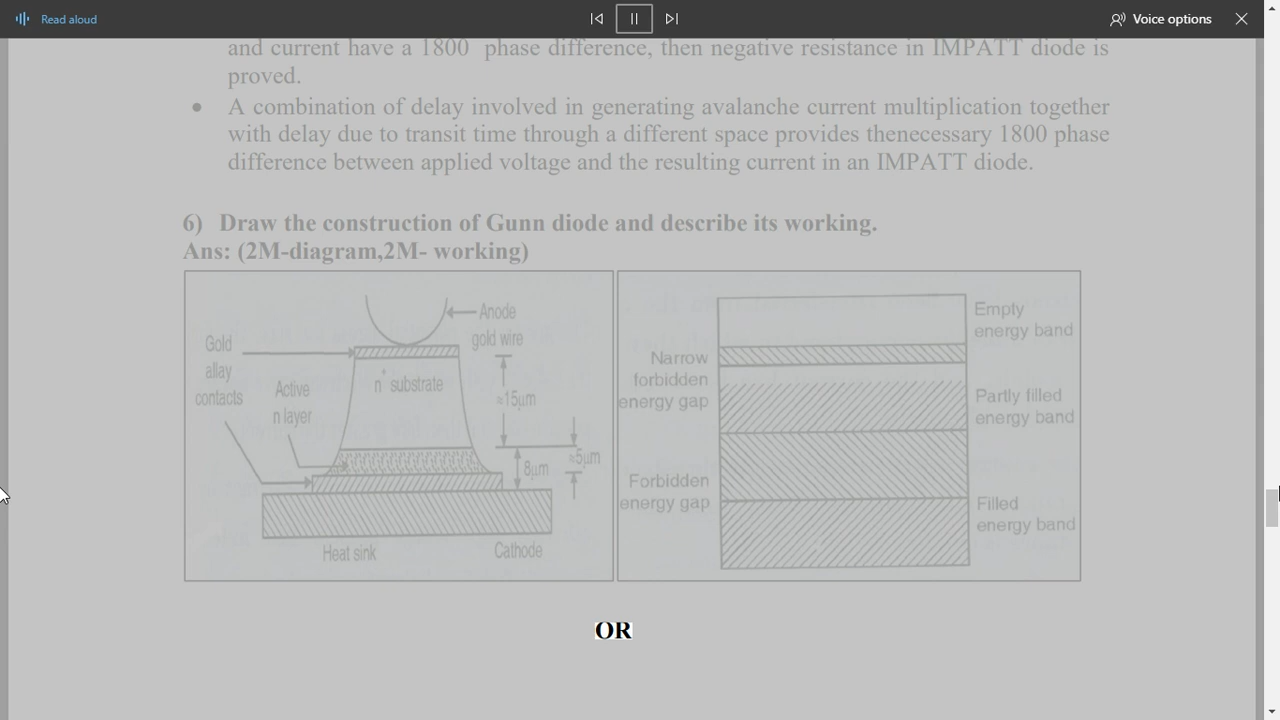 Read aloud
Voice options
and current have a 1800 phase difference, then negative resistance in IMPATT diode is
proved.
• A combination of delay involved in generating avalanche current multiplication together
with delay due to transit time through a different space provides thenecessary 1800 phase
difference between applied voltage and the resulting current in an IMPATT diode.
6) Draw the construction of Gunn diode and describe its working.
Ans: (2M-diagram,2M- working)
Anode
gold wire
Gold
allay
contacts
Active
n layer
n⁺ substrate
≈15μm
8μm
≈5μm
Heat sink
Cathode
Empty
energy band
Narrow
forbidden
energy gap
Partly filled
energy band
Forbidden
energy gap
Filled
energy band
OR